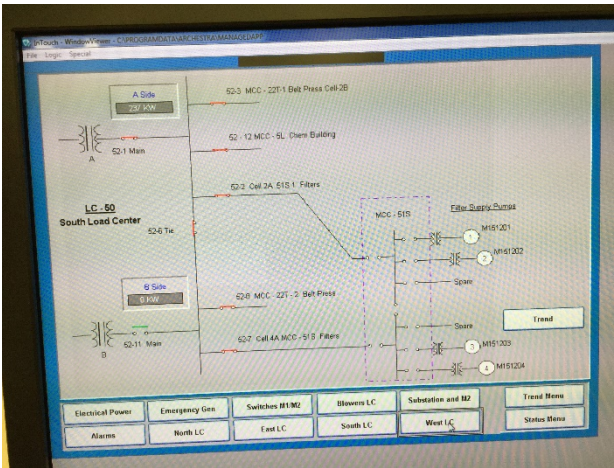 InTouch - WindowViewer - C:\PROGRAMDATA\ARCHESTRA\MANAGEDAPP
File Logic Special
A Side
237 KW
52-3 MCC - 22T-1 Belt Press Cell-2B
52-1 Main
A
52 - 12 MCC - 5L Chem Building
52-2 Cell 2A 51S 1 Filters
LC - 50
South Load Center
52-6 Tie
MCC - 51S
Filter Supply Pumps
1
M151201
2
M151202
Spare
B Side
0 KW
MCC - 22T - 2 Belt Press
Spare
Trend
52-11 Main
B
52-7 Cell 4A MCC - 51S Filters
3
M151203
4
M151204
Electrical Power
Emergency Gen
Switches M1/M2
Blowers LC
Substation and M2
Trend Menu
Alarms
North LC
East LC
South LC
West LC
Status Menu